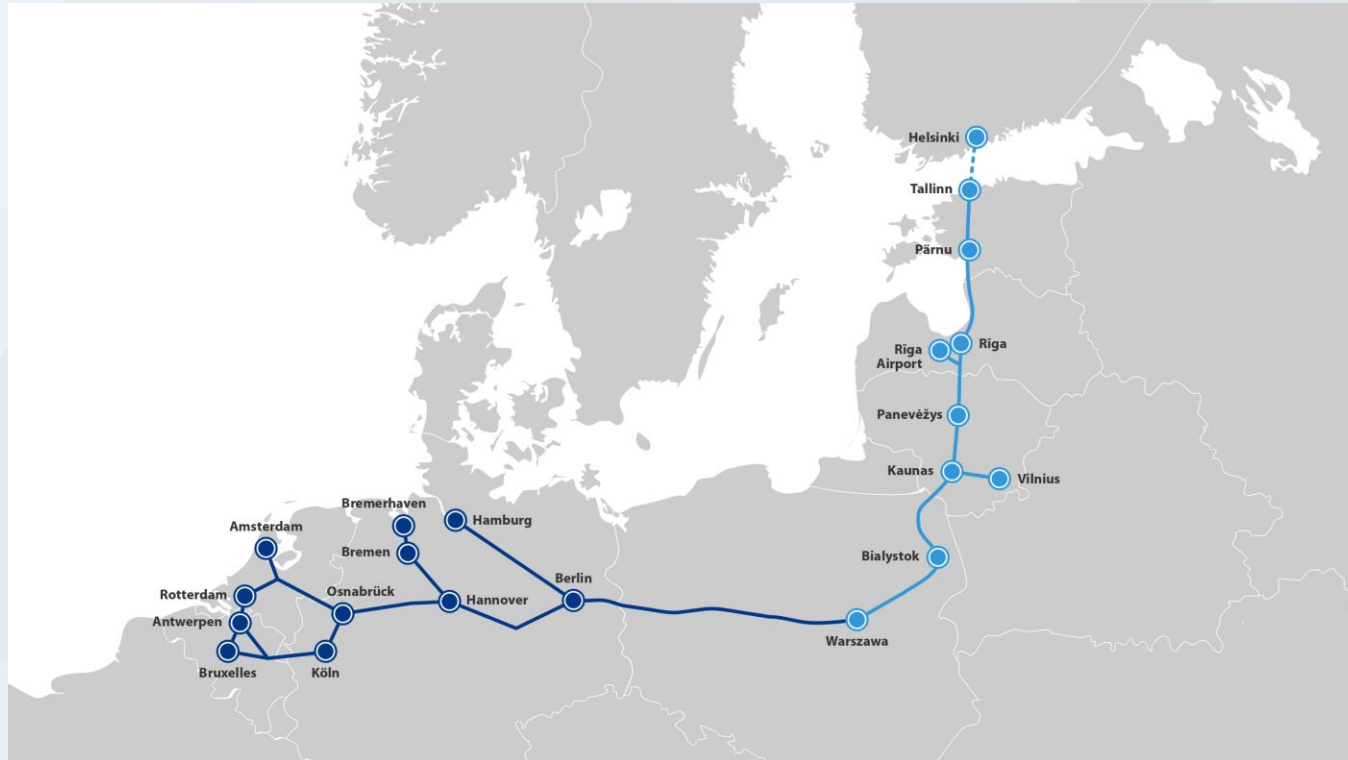 Helsinki
Tallinn
Pärnu
Rīga
Rīga
Airport
Panevėžys
Kaunas
Vilnius
Bremerhaven
Hamburg
Amsterdam
Bremen
Bialystok
Berlin
Rotterdam
Osnabrück
Hannover
Antwerpen
Warszawa
Bruxelles
Köln